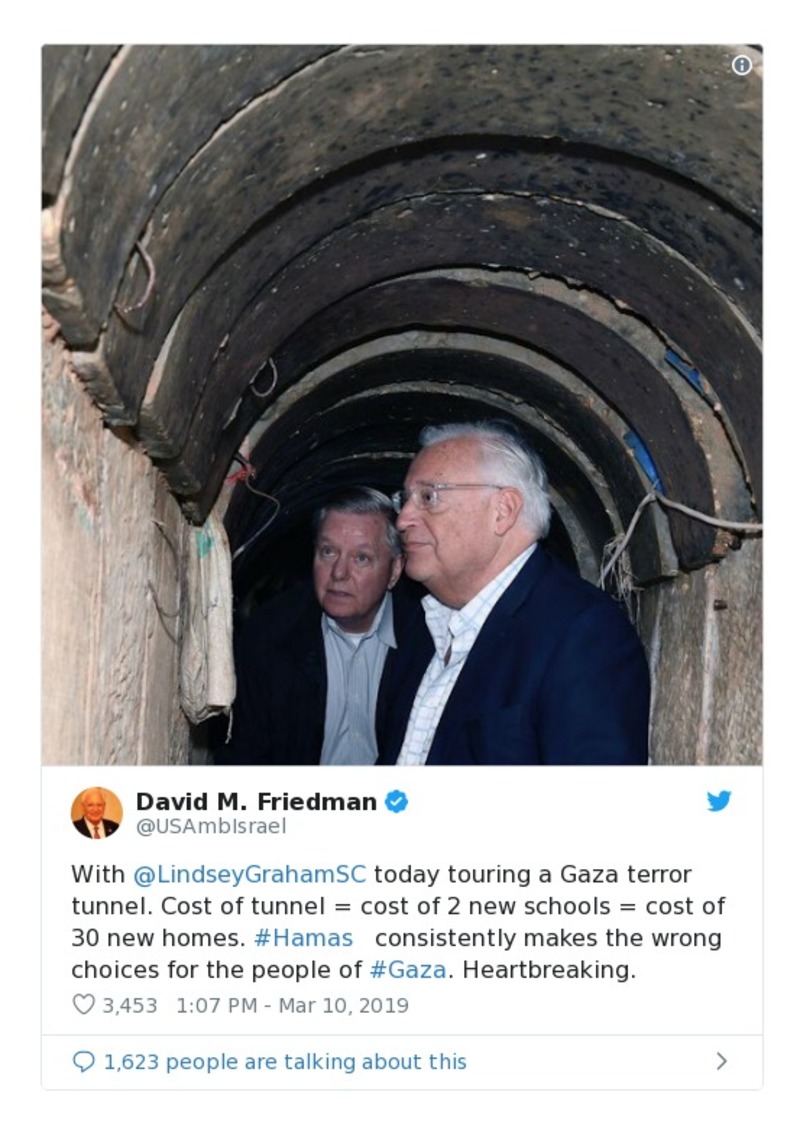 David M. Friedman
@USAmbIsrael
With @LindseyGrahamSC today touring a Gaza terror
tunnel. Cost of tunnel = cost of 2 new schools = cost of
30 new homes. #Hamas consistently makes the wrong
choices for the people of #Gaza. Heartbreaking.
3,453 1:07 PM - Mar 10, 2019
1,623 people are talking about this